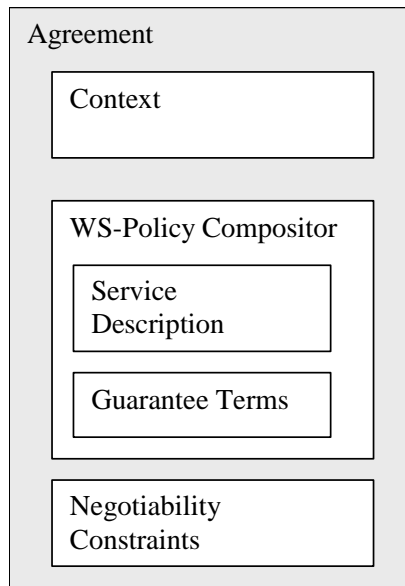 Agreement
Context
WS-Policy Compositor
Service
Description
Guarantee Terms
Negotiability
Constraints